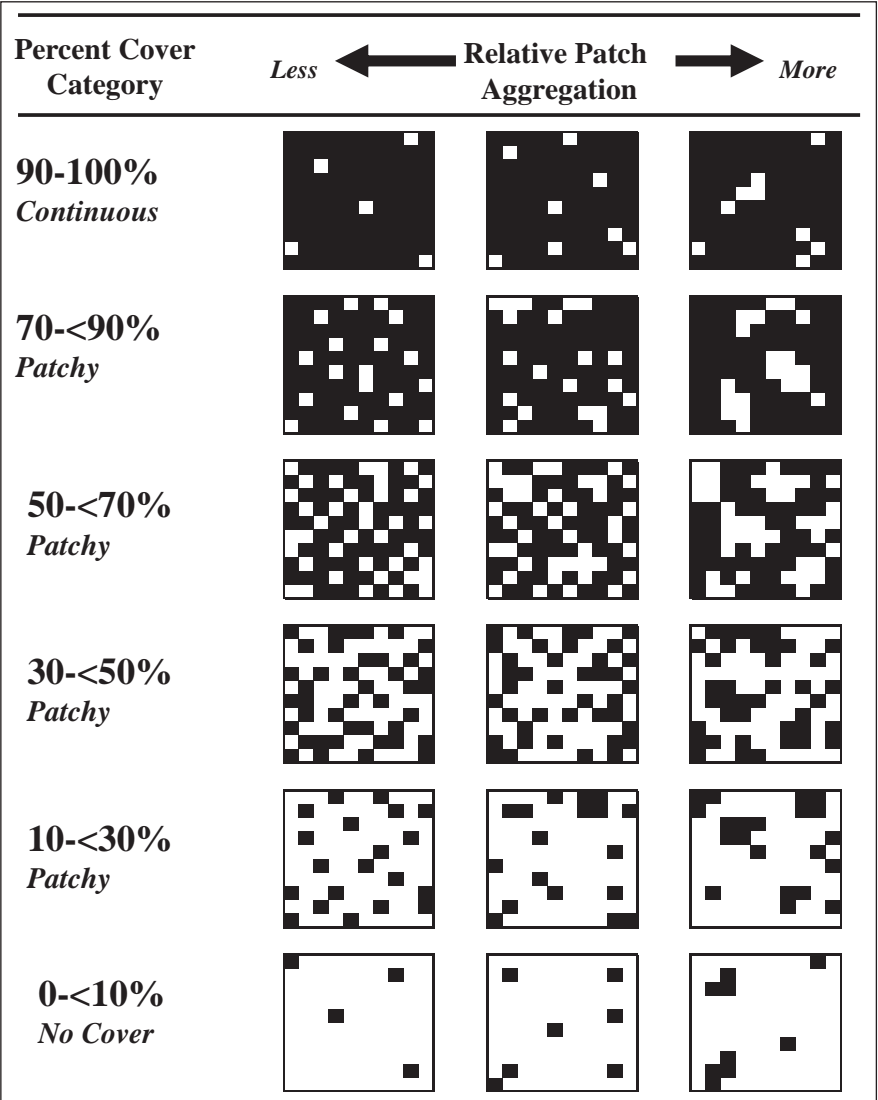 Percent Cover
Category
Less
Relative Patch
Aggregation
More
90-100%
Continuous
70-<90%
Patchy
50-<70%
Patchy
30-<50%
Patchy
10-<30%
Patchy
0-<10%
No Cover